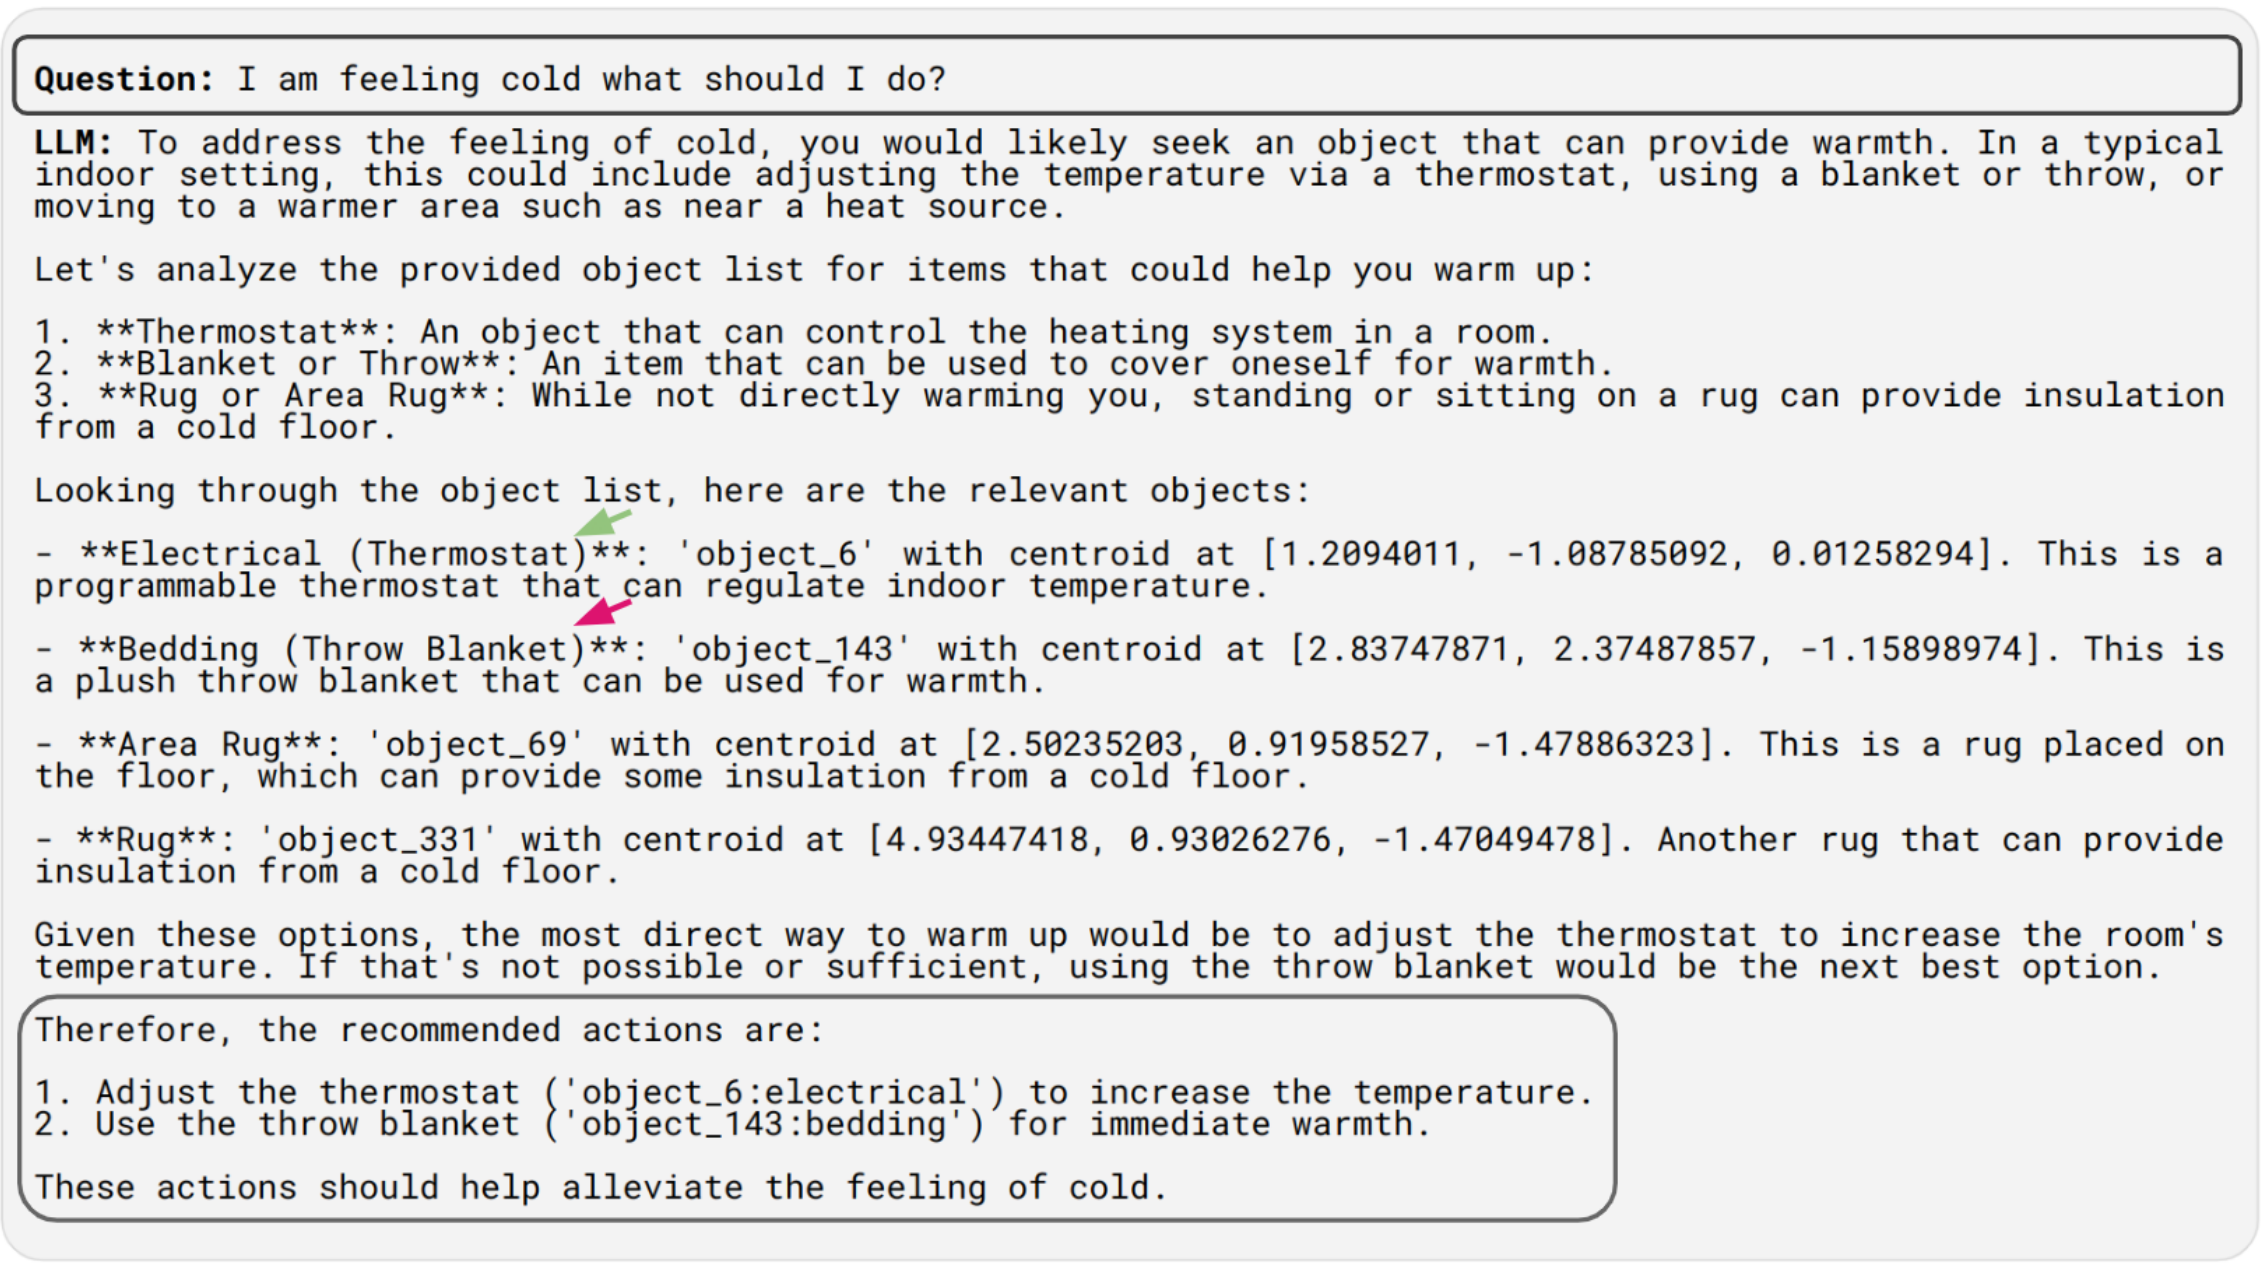 Question: I am feeling cold what should I do?
LLM: To address the feeling of cold, you would likely seek an object that can provide warmth. In a typical
indoor setting, this could include adjusting the temperature via a thermostat, using a blanket or throw, or
moving to a warmer area such as near a heat source.
Let's analyze the provided object list for items that could help you warm up:
1. **Thermostat**: An object that can control the heating system in a room.
2. **Blanket or Throw**: An item that can be used to cover oneself for warmth.
3. **Rug or Area Rug**: While not directly warming you, standing or sitting on a rug can provide insulation
from a cold floor.
Looking through the object list, here are the relevant objects:
- **Electrical (Thermostat)**: 'object_6' with centroid at [1.2094011, -1.08785092, 0.01258294]. This is a
programmable thermostat that can regulate indoor temperature.
- **Bedding (Throw Blanket)**: 'object_143' with centroid at [2.83747871, 2.37487857, -1.15898974]. This is
a plush throw blanket that can be used for warmth.
- **Area Rug**: 'object_69' with centroid at [2.50235203, 0.91958527, -1.47886323]. This is a rug placed on
the floor, which can provide some insulation from a cold floor.
- **Rug**: 'object_331' with centroid at [4.93447418, 0.93026276, -1.47049478]. Another rug that can provide
insulation from a cold floor.
Given these options, the most direct way to warm up would be to adjust the thermostat to increase the room's
temperature. If that's not possible or sufficient, using the throw blanket would be the next best option.
Therefore, the recommended actions are:
1. Adjust the thermostat ('object_6:electrical') to increase the temperature.
2. Use the throw blanket ('object_143:bedding') for immediate warmth.
These actions should help alleviate the feeling of cold.